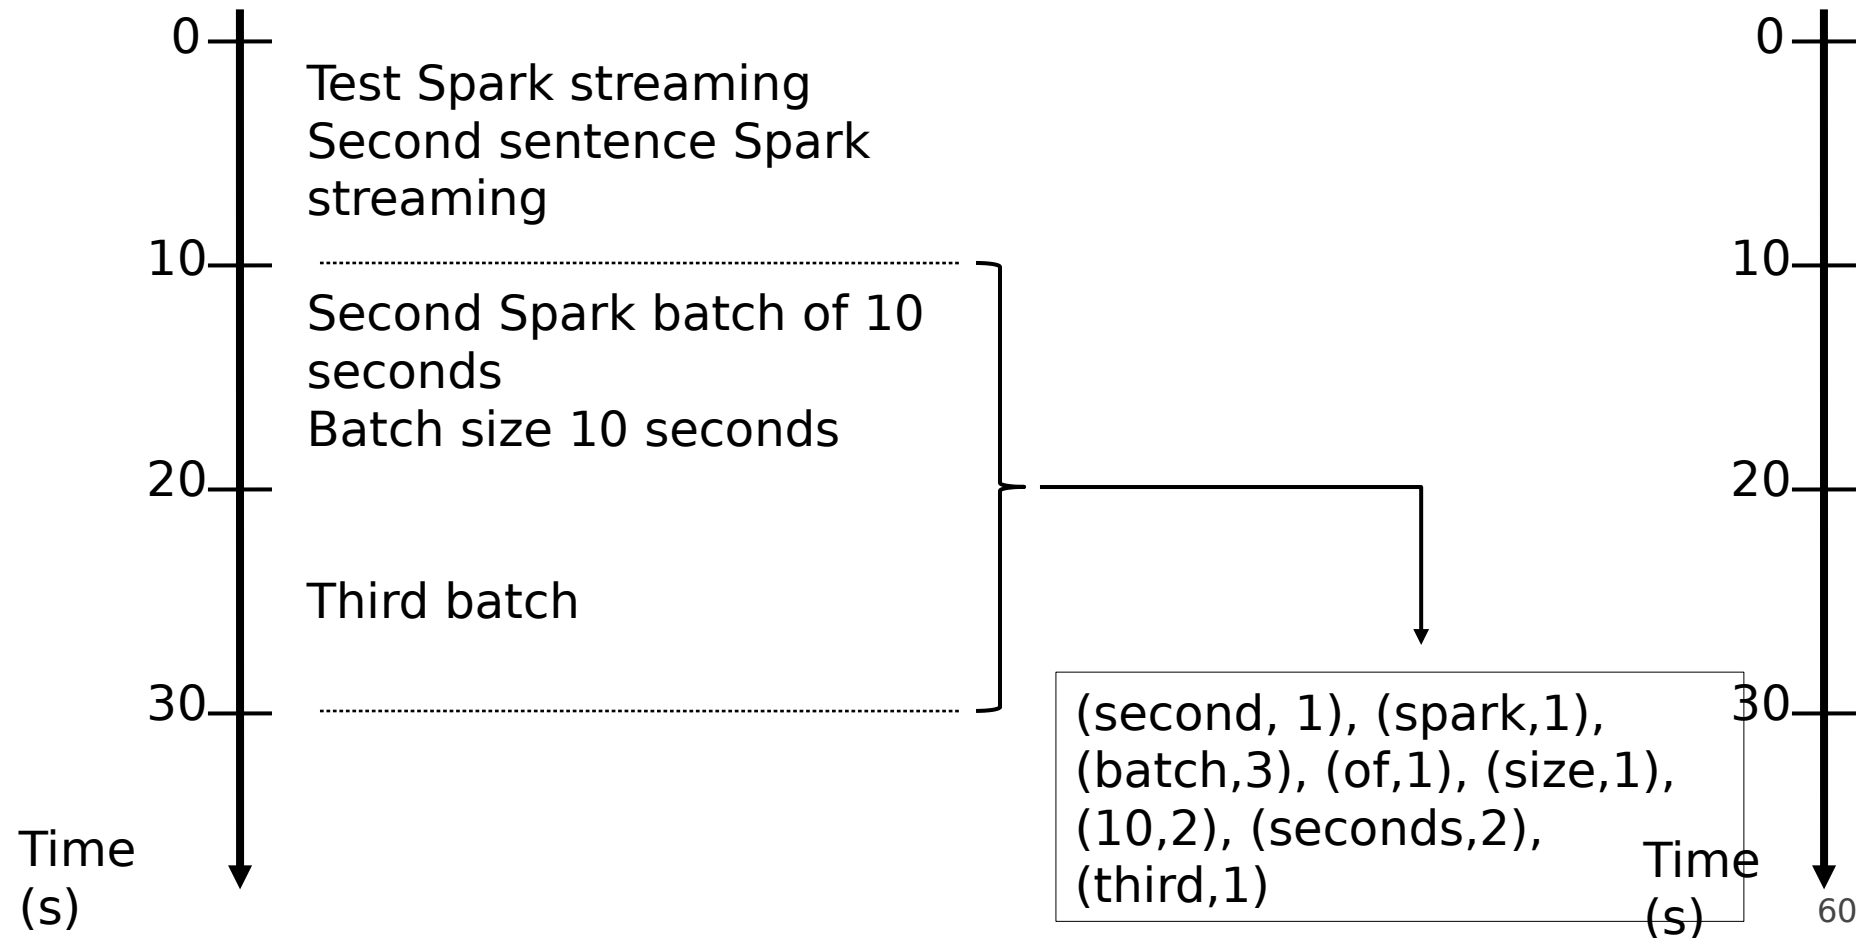 0
Test Spark streaming
Second sentence Spark
streaming
10
Second Spark batch of 10
seconds
Batch size 10 seconds
20
Third batch
30
Time
(s)
(second, 1), (spark,1),
(batch,3), (of,1), (size,1),
(10,2), (seconds,2),
(third,1)
0
10
20
30
Time
(s)
60